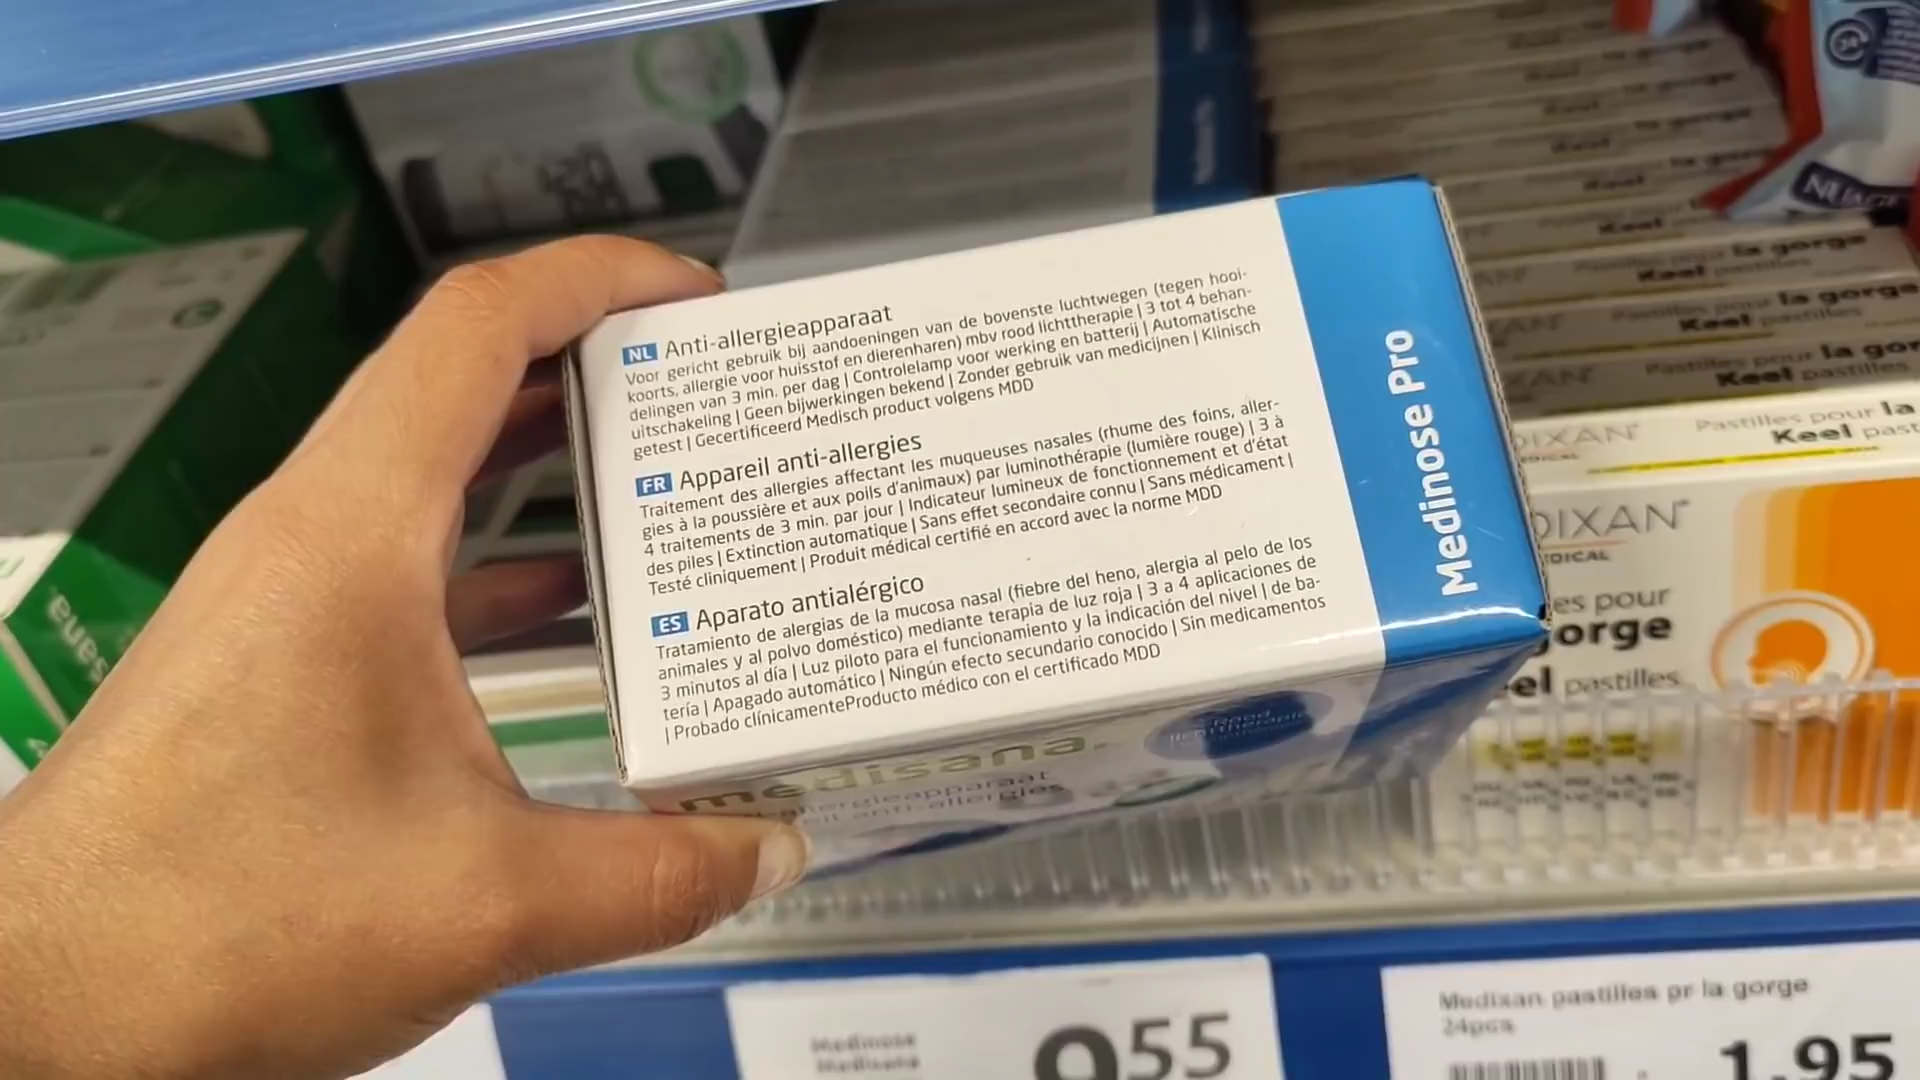 NL Anti-allergieapparaat
Voor gericht gebruik bij aandoeningen van de bovenste luchtwegen (tegen hooi-
koorts, allergie voor huisstof en dierenharen) mbv rood lichttherapie | 3 tot 4 behan-
delingen van 3 min. per dag | Controlelamp voor werking en batterij | Automatische
uitschakeling | Geen bijwerkingen bekend | Zonder gebruik van medicijnen | Klinisch
getest | Gecertificeerd Medisch product volgens MDD
FR Appareil anti-allergies
Traitement des allergies affectant les muqueuses nasales (rhume des foins, aller-
gies à la poussière et aux poils d'animaux) par luminothérapie (lumière rouge) | 3 à
4 traitements de 3 min. par jour | Indicateur lumineux de fonctionnement et d'état
des piles | Extinction automatique | Sans effet secondaire connu | Sans médicament |
Testé cliniquement | Produit médical certifié en accord avec la norme MDD
ES Aparato antialérgico
Tratamiento de alergias de la mucosa nasal (fiebre del heno, alergia al pelo de los
animales y al polvo doméstico) mediante terapia de luz roja | 3 a 4 aplicaciones de
3 minutos al día | Luz piloto para el funcionamiento y la indicación del nivel | de ba-
tería | Apagado automático | Ningún efecto secundario conocido | Sin medicamentos
| Probado clínicamenteProducto médico con el certificado MDD
Medinose Pro
medisana
Pastilles pour la
Keel past
DIXAN
DICAL
es pour
gorge
eel pastilles
Medinose
Medisana
9 55
Medixan pastilles pr la gorge
24pcs
1.95